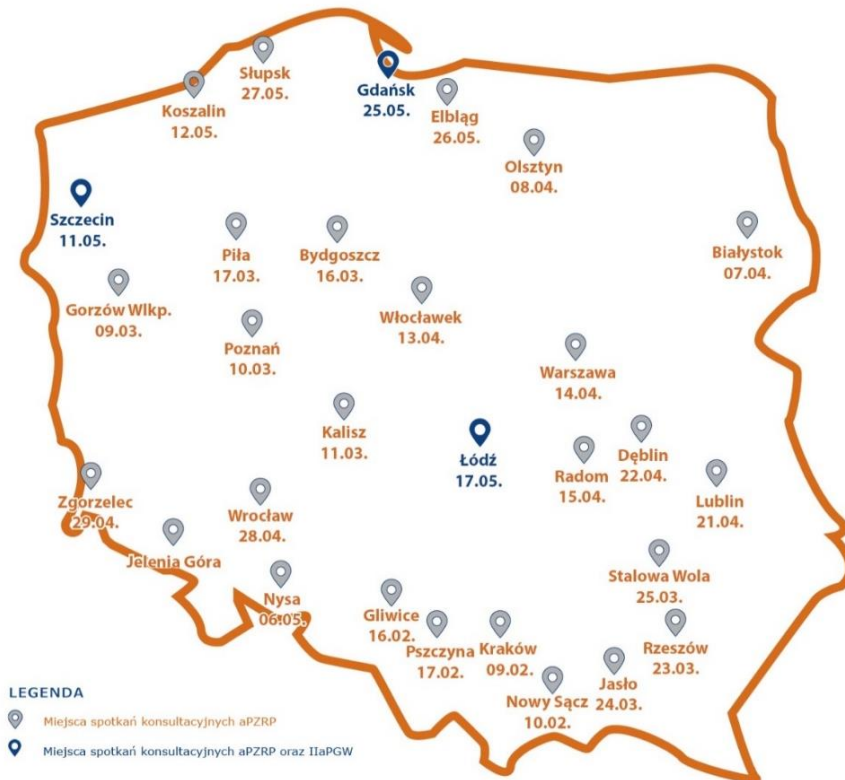 Słupsk
27.05.
Koszalin
12.05.
Gdańsk
25.05.
Elbląg
26.05.
Olsztyn
08.04.
Szczecin
11.05.
Piła
17.03.
Bydgoszcz
16.03.
Białystok
07.04.
Gorzów Wlkp.
09.03.
Włocławek
13.04.
Poznań
10.03.
Warszawa
14.04.
Kalisz
11.03.
Łódź
17.05.
Radom
15.04.
Dęblin
22.04.
Lublin
21.04.
Zgorzelec
29.04.
Wrocław
28.04.
Jelenia Góra
Nysa
06.05.
Stalowa Wola
25.03.
Gliwice
16.02.
Pszczyna
17.02.
Kraków
09.02.
Rzeszów
23.03.
Nowy Sącz
10.02.
Jasło
24.03.
LEGENDA
Miejsca spotkań konsultacyjnych aPZRP
Miejsca spotkań konsultacyjnych aPZRP oraz IIaPGW